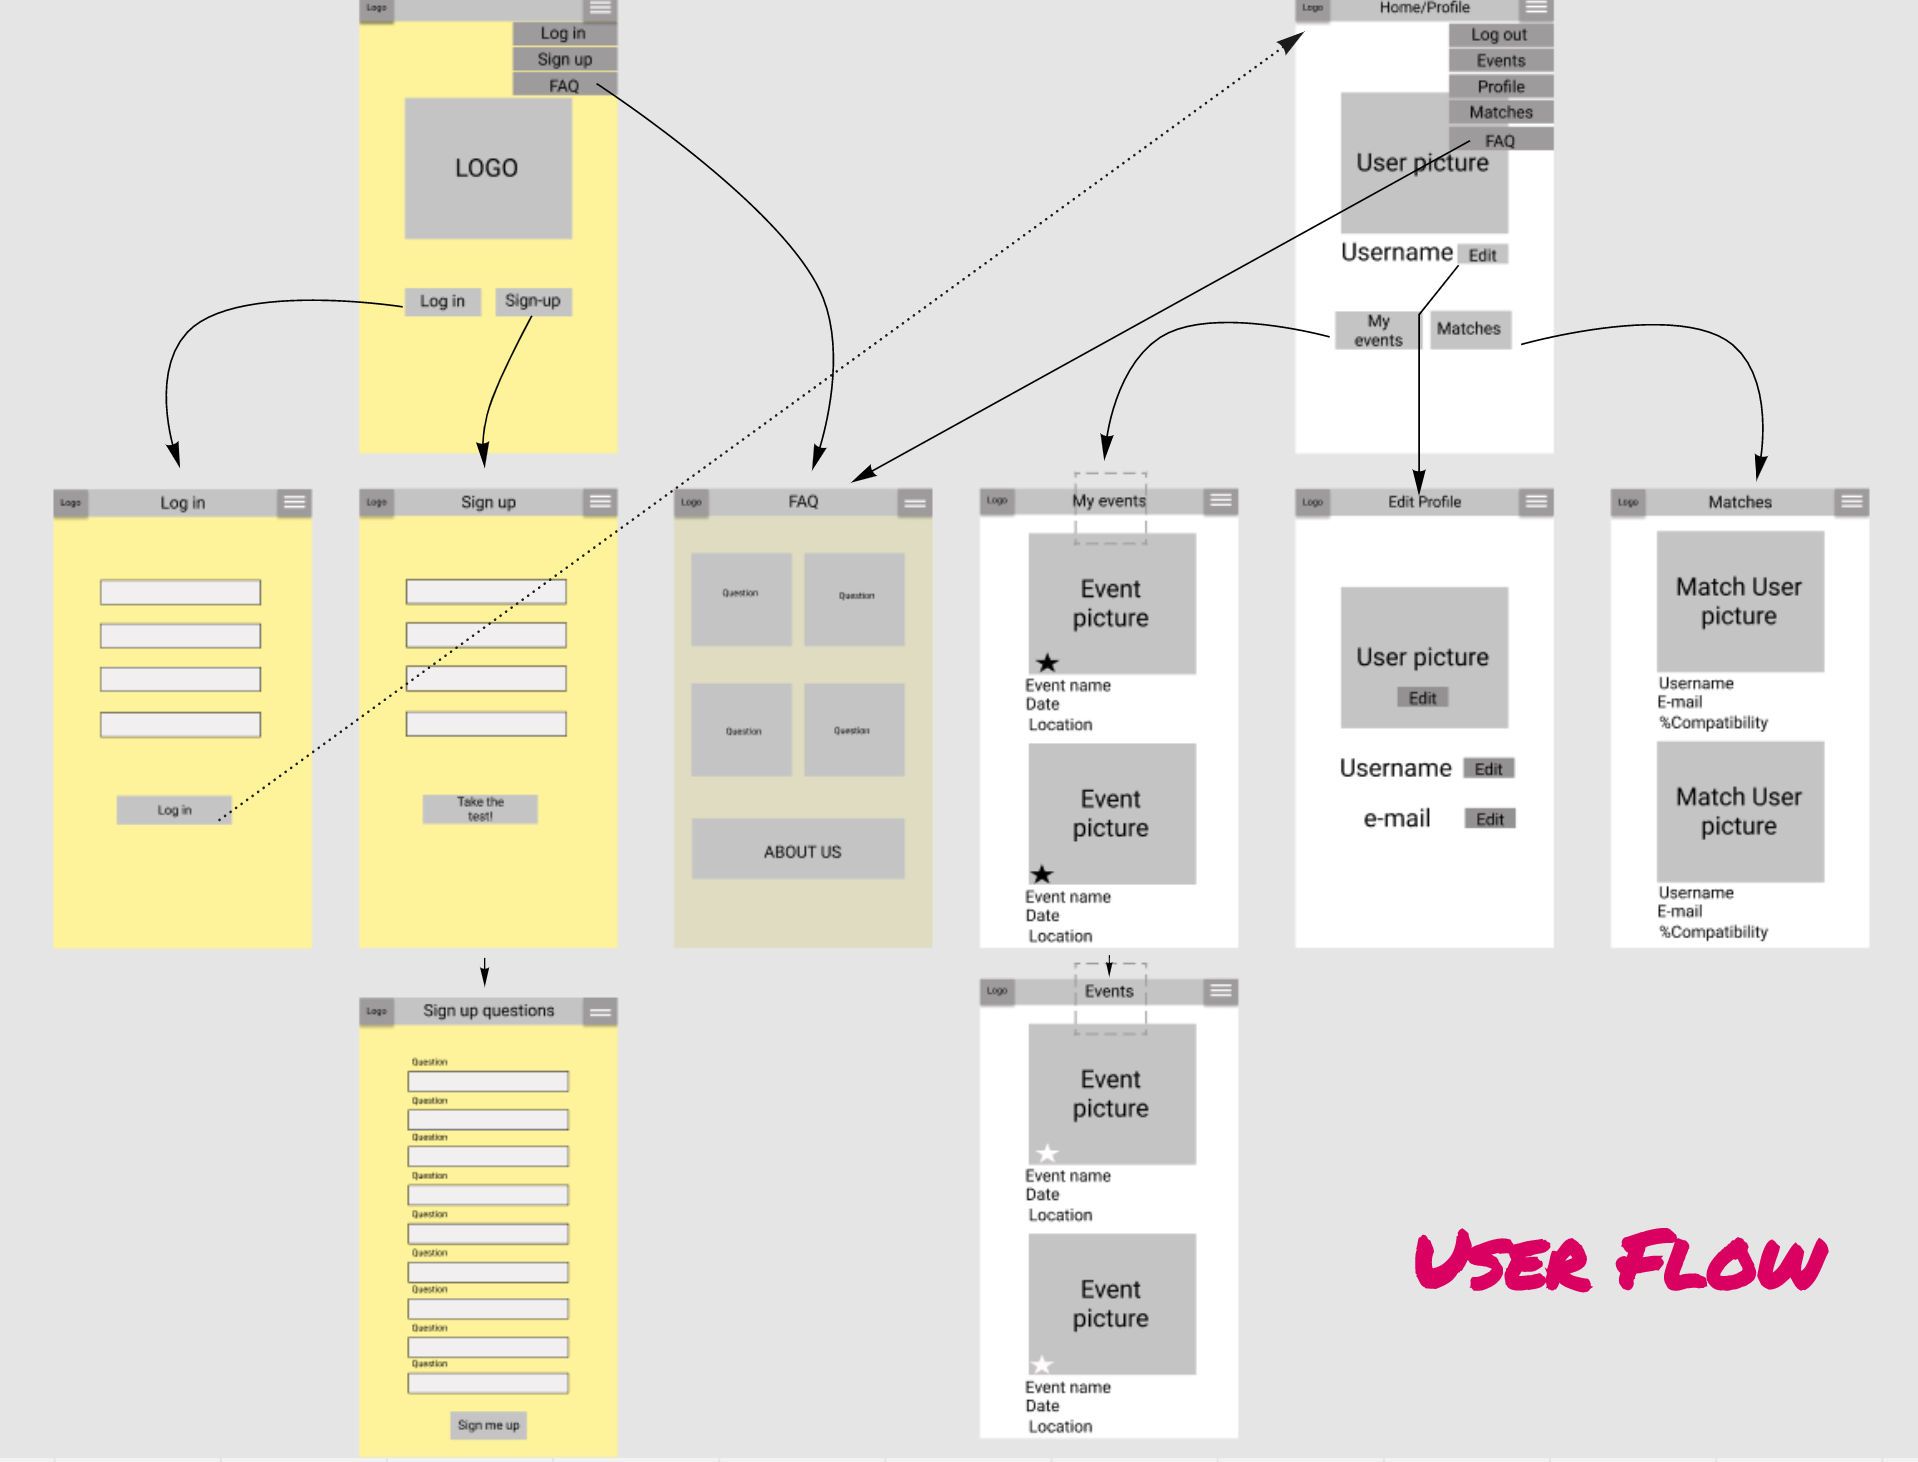 Logo
Log in
Sign up
FAQ
LOGO
Log in
Sign-up
Logo
Home/Profile
Log out
Events
Profile
Matches
FAQ
User picture
Username
Edit
My
events
Matches
Logo
Log in
Log in
Logo
Sign up
Take the
test!
Logo
FAQ
Question
Question
Question
Question
ABOUT US
Logo
My events
Event
picture
Event name
Date
Location
Event
picture
Event name
Date
Location
Logo
Edit Profile
User picture
Edit
Username
Edit
e-mail
Edit
Logo
Matches
Match User
picture
Username
E-mail
%Compatibility
Match User
picture
Username
E-mail
%Compatibility
Logo
Sign up questions
Question
Question
Question
Question
Question
Question
Question
Question
Question
Sign me up
Logo
Events
Event
picture
Event name
Date
Location
Event
picture
Event name
Date
Location
USER FLOW